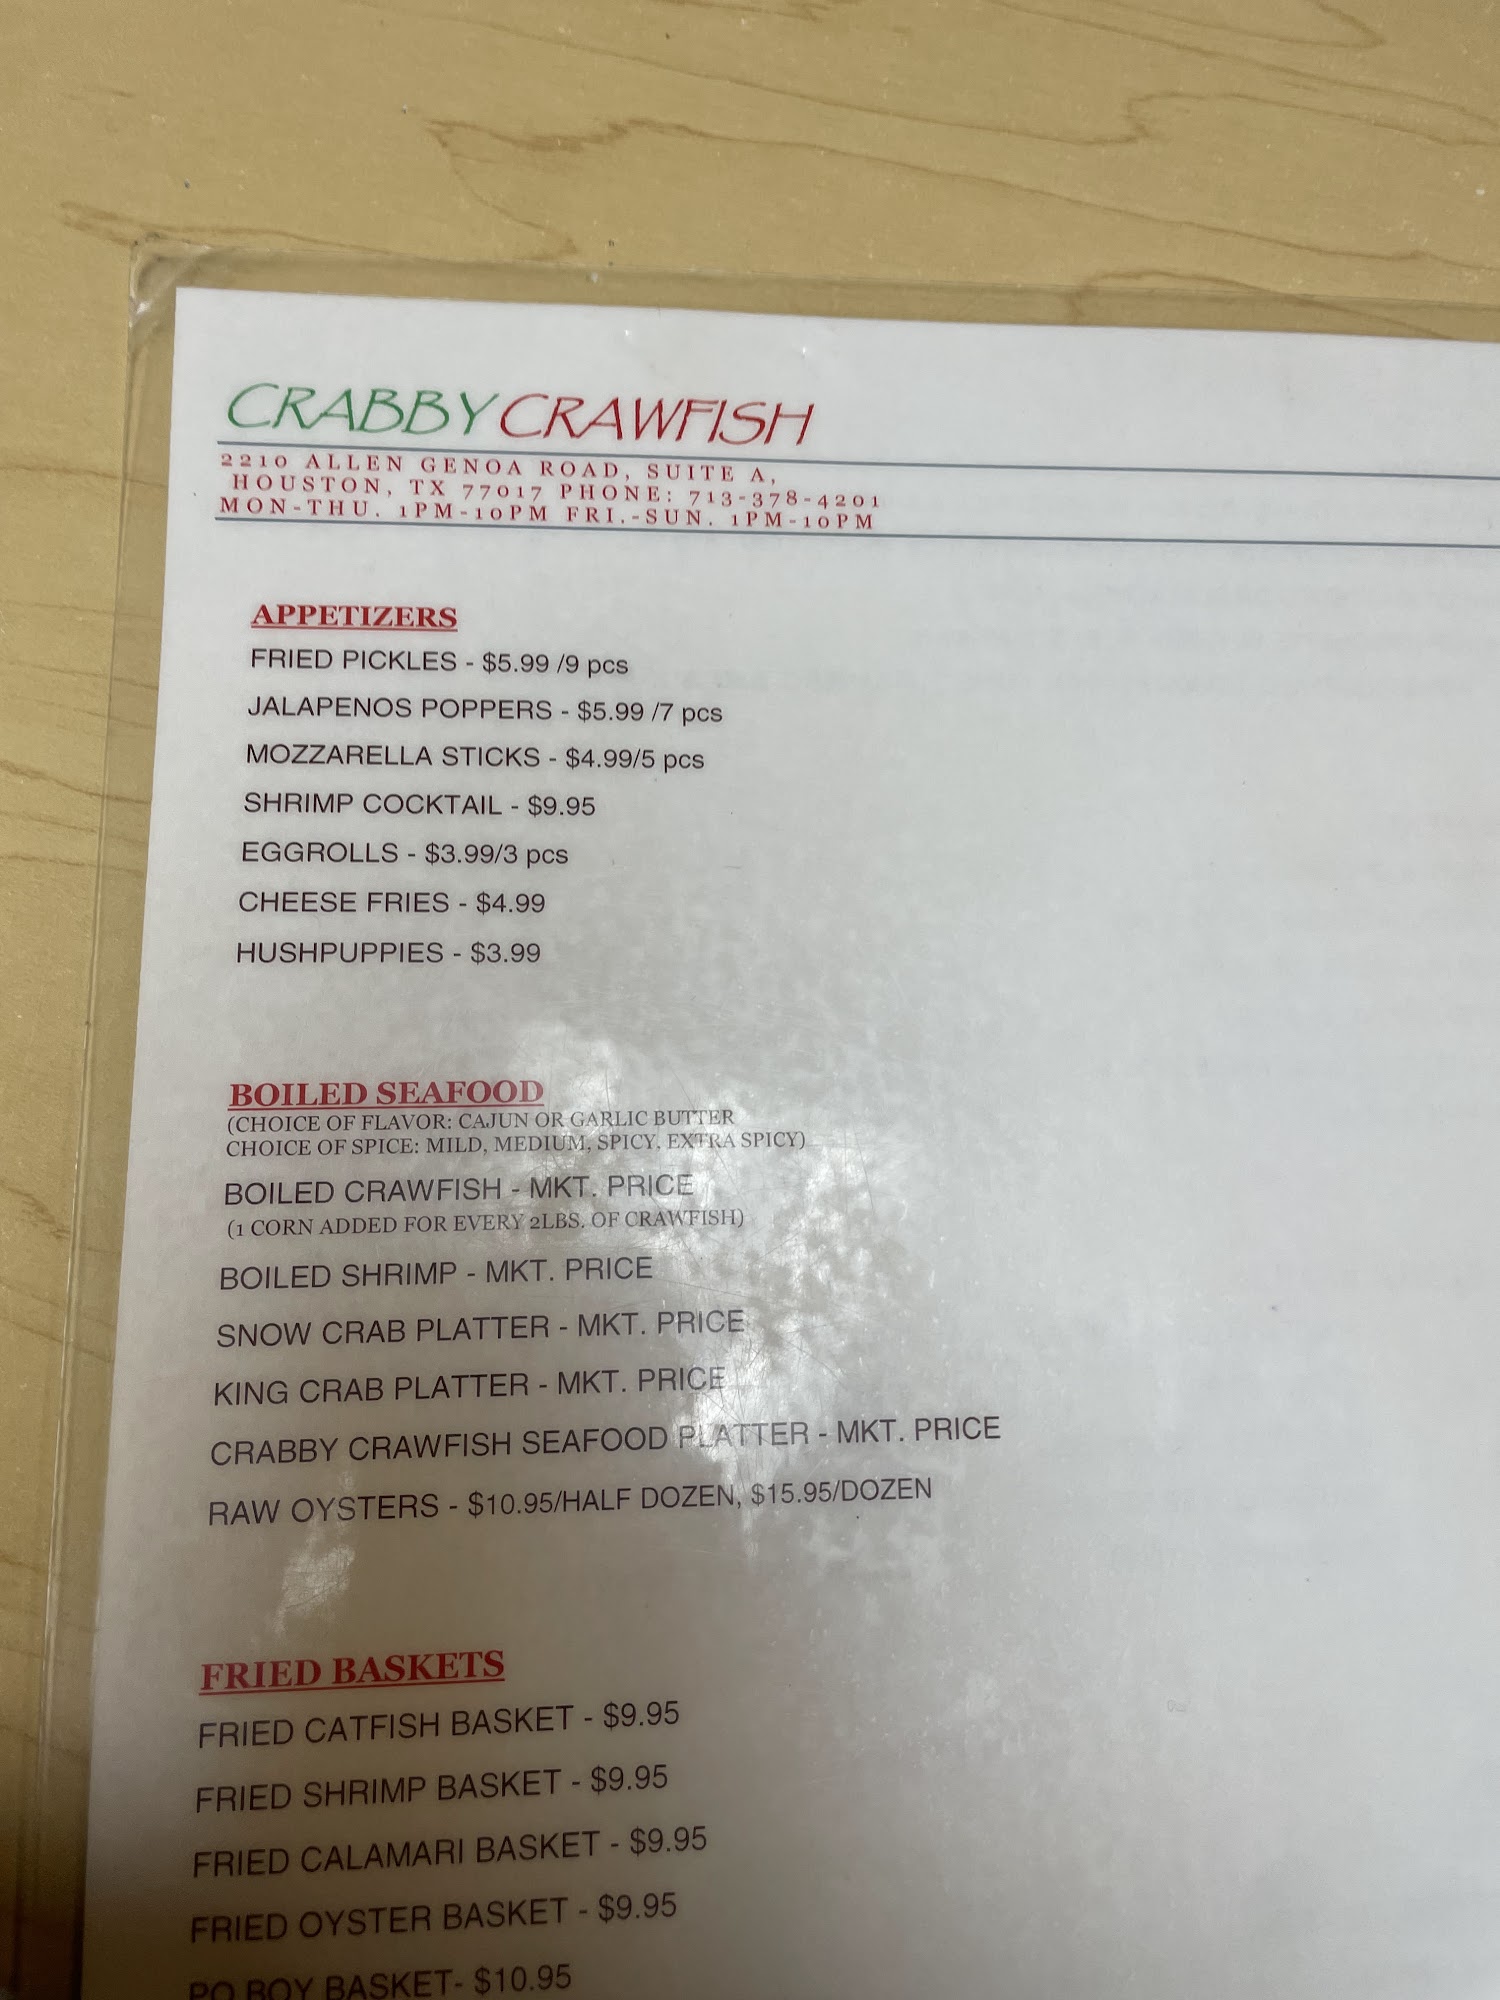 CRABBY CRAWFISH
2210 ALLEN GENOA ROAD, SUITE A,
HOUSTON, TX 77017 PHONE: 713-378-4201
MON-THU. 1PM-10PM FRI.-SUN. 1PM-10PM
APPETIZERS
FRIED PICKLES - $5.99 /9 pcs
JALAPENOS POPPERS - $5.99 /7 pcs
MOZZARELLA STICKS - $4.99/5 pcs
SHRIMP COCKTAIL - $9.95
EGGROLLS - $3.99/3 pcs
CHEESE FRIES - $4.99
HUSHPUPPIES - $3.99
BOILED SEAFOOD
(CHOICE OF FLAVOR: CAJUN OR GARLIC BUTTER
CHOICE OF SPICE: MILD, MEDIUM, SPICY, EXTRA SPICY)
BOILED CRAWFISH - MKT. PRICE
(1 CORN ADDED FOR EVERY 2LBS. OF CRAWFISH)
BOILED SHRIMP - MKT. PRICE
SNOW CRAB PLATTER - MKT. PRICE
KING CRAB PLATTER - MKT. PRICE
CRABBY CRAWFISH SEAFOOD PLATTER - MKT. PRICE
RAW OYSTERS - $10.95/HALF DOZEN, $15.95/DOZEN
FRIED BASKETS
FRIED CATFISH BASKET - $9.95
FRIED SHRIMP BASKET - $9.95
FRIED CALAMARI BASKET - $9.95
FRIED OYSTER BASKET - $9.95
PO BOY BASKET- $10.95